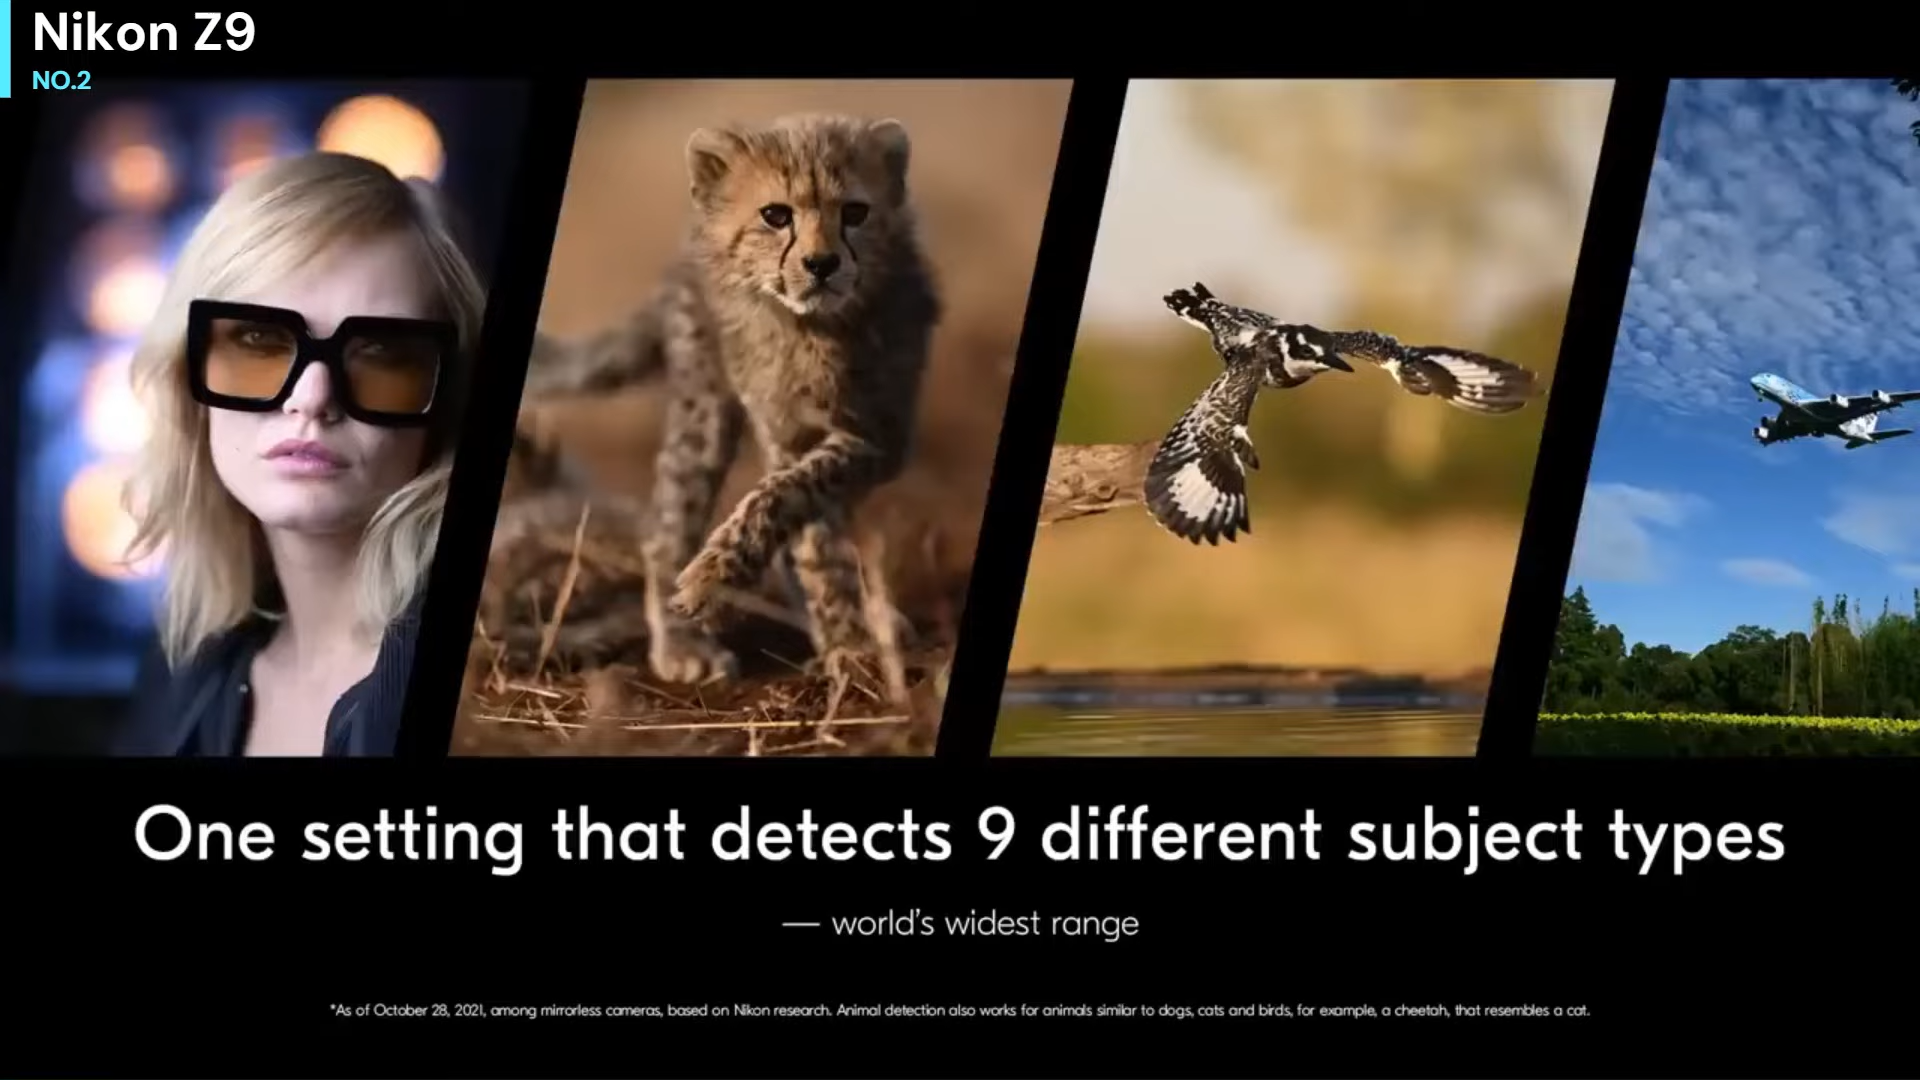 Nikon Z9
NO.2
One setting that detects 9 different subject types
— world's widest range
*As of October 28, 2021, among mirrorless cameras, based on Nikon research. Animal detection also works for animals similar to dogs, cats and birds, for example, a cheetah, that resembles a cat.